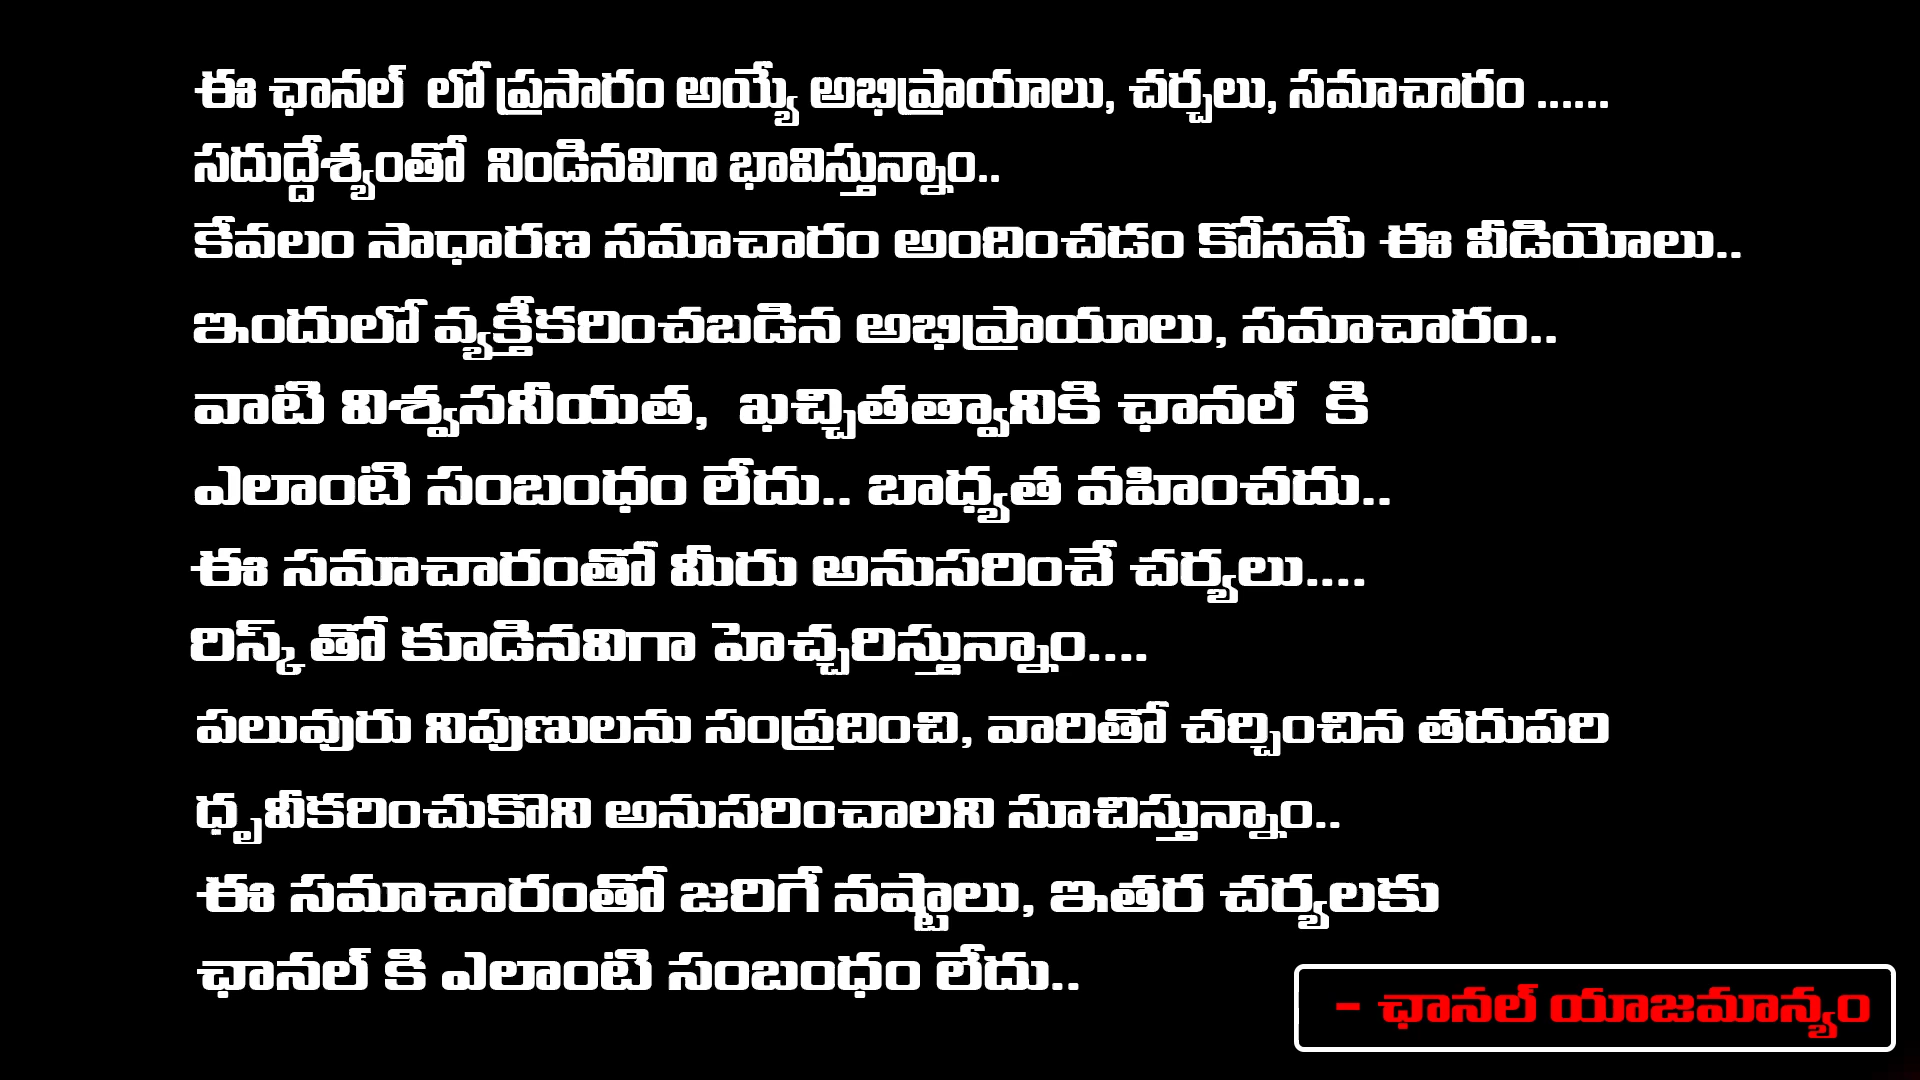 ఈ ఛానల్ లో ప్రసారం అయ్యే అభిప్రాయాలు, చర్చలు, సమాచారం ......
సదుద్దేశ్యంతో నిండినవిగా భావిస్తున్నాం..
కేవలం సాధారణ సమాచారం అందించడం కోసమే ఈ వీడియోలు..
ఇందులో వ్యక్తీకరించబడిన అభిప్రాయాలు, సమాచారం..
వాటి విశ్వసనీయత, ఖచ్చితత్వానికి ఛానల్ కి
ఎలాంటి సంబంధం లేదు.. బాధ్యత వహించదు..
ఈ సమాచారంతో మీరు అనుసరించే చర్యలు....
రిస్క్ తో కూడినవిగా హెచ్చరిస్తున్నాం....
పలువురు నిపుణులను సంప్రదించి, వారితో చర్చించిన తదుపరి
ధృవీకరించుకొని అనుసరించాలని సూచిస్తున్నాం..
ఈ సమాచారంతో జరిగే నష్టాలు, ఇతర చర్యలకు
ఛానల్ కి ఎలాంటి సంబంధం లేదు..
- ఛానల్ యాజమాన్యం